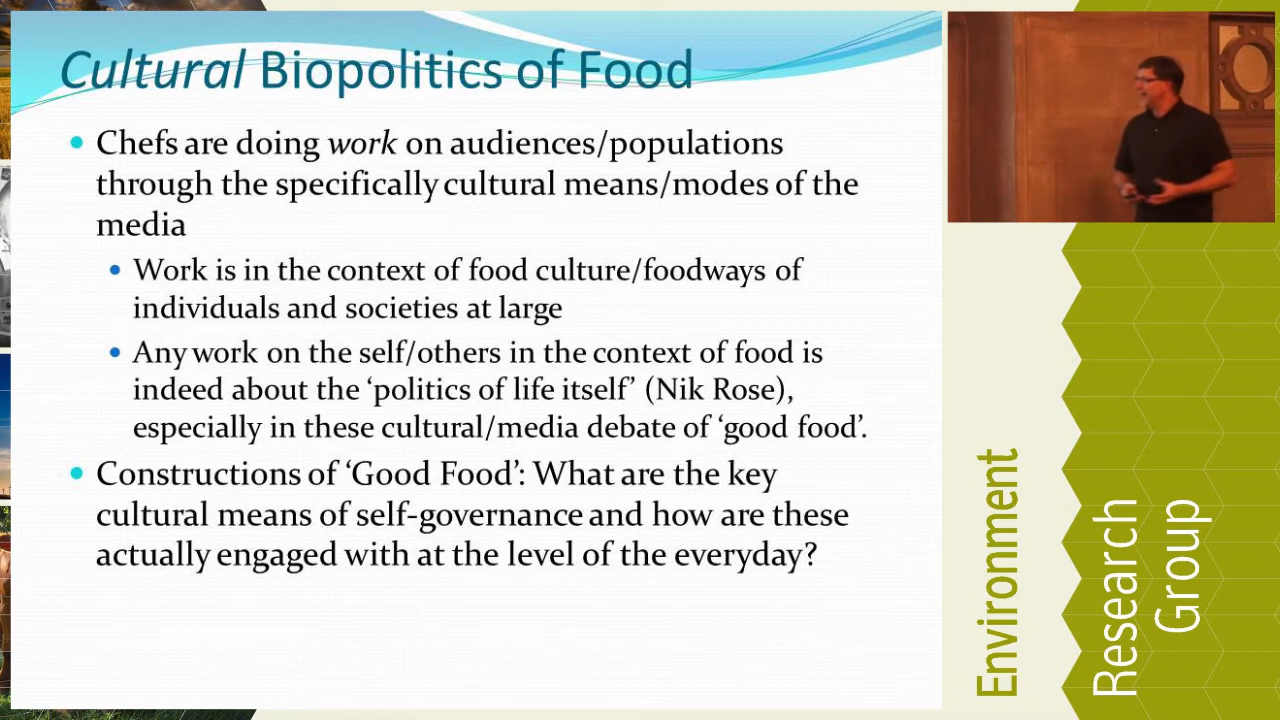 Cultural Biopolitics of Food
• Chefs are doing work on audiences/populations
through the specifically cultural means/modes of the
media
• Work is in the context of food culture/foodways of
individuals and societies at large
• Any work on the self/others in the context of food is
indeed about the ‘politics of life itself’ (Nik Rose),
especially in these cultural/media debate of ‘good food’.
• Constructions of ‘Good Food’: What are the key
cultural means of self-governance and how are these
actually engaged with at the level of the everyday?
Environment
Research
Group